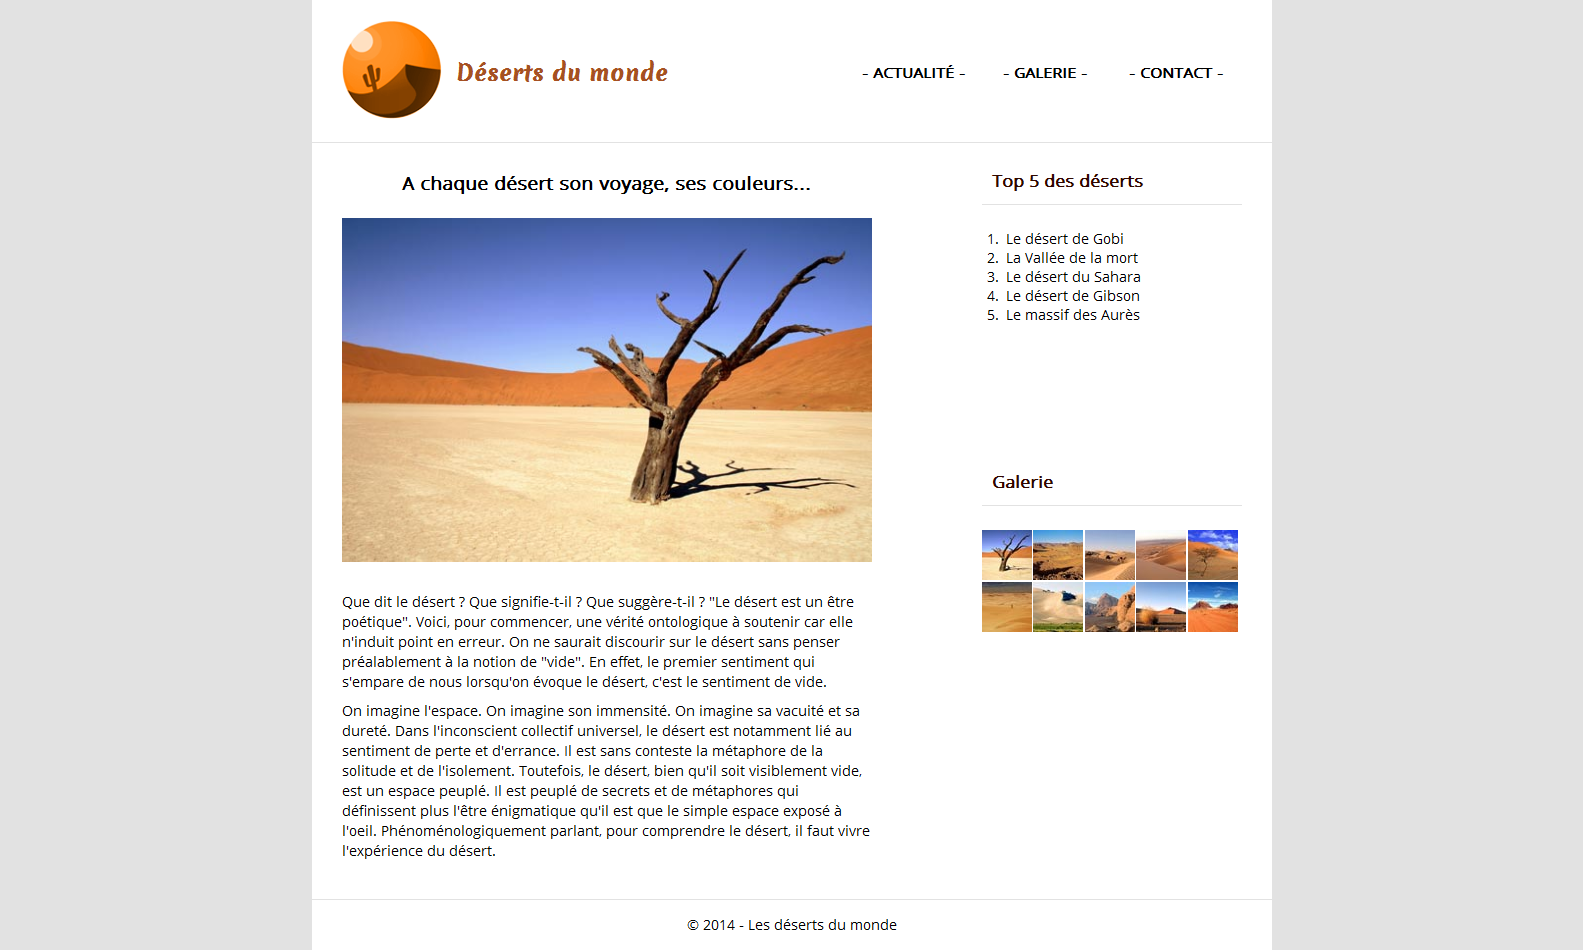 Déserts du monde
- ACTUALITÉ -
- GALERIE -
- CONTACT -
A chaque désert son voyage, ses couleurs...
Que dit le désert ? Que signifie-t-il ? Que suggère-t-il ? "Le désert est un être
poétique". Voici, pour commencer, une vérité ontologique à soutenir car elle
n'induit point en erreur. On ne saurait discourir sur le désert sans penser
préalablement à la notion de "vide". En effet, le premier sentiment qui
s'empare de nous lorsqu'on évoque le désert, c'est le sentiment de vide.
On imagine l'espace. On imagine son immensité. On imagine sa vacuité et sa
dureté. Dans l'inconscient collectif universel, le désert est notamment lié au
sentiment de perte et d'errance. Il est sans conteste la métaphore de la
solitude et de l'isolement. Toutefois, le désert, bien qu'il soit visiblement vide,
est un espace peuplé. Il est peuplé de secrets et de métaphores qui
définissent plus l'être énigmatique qu'il est que le simple espace exposé à
l'oeil. Phénoménologiquement parlant, pour comprendre le désert, il faut vivre
l'expérience du désert.
Top 5 des déserts
1. Le désert de Gobi
2. La Vallée de la mort
3. Le désert du Sahara
4. Le désert de Gibson
5. Le massif des Aurès
Galerie
© 2014 - Les déserts du monde